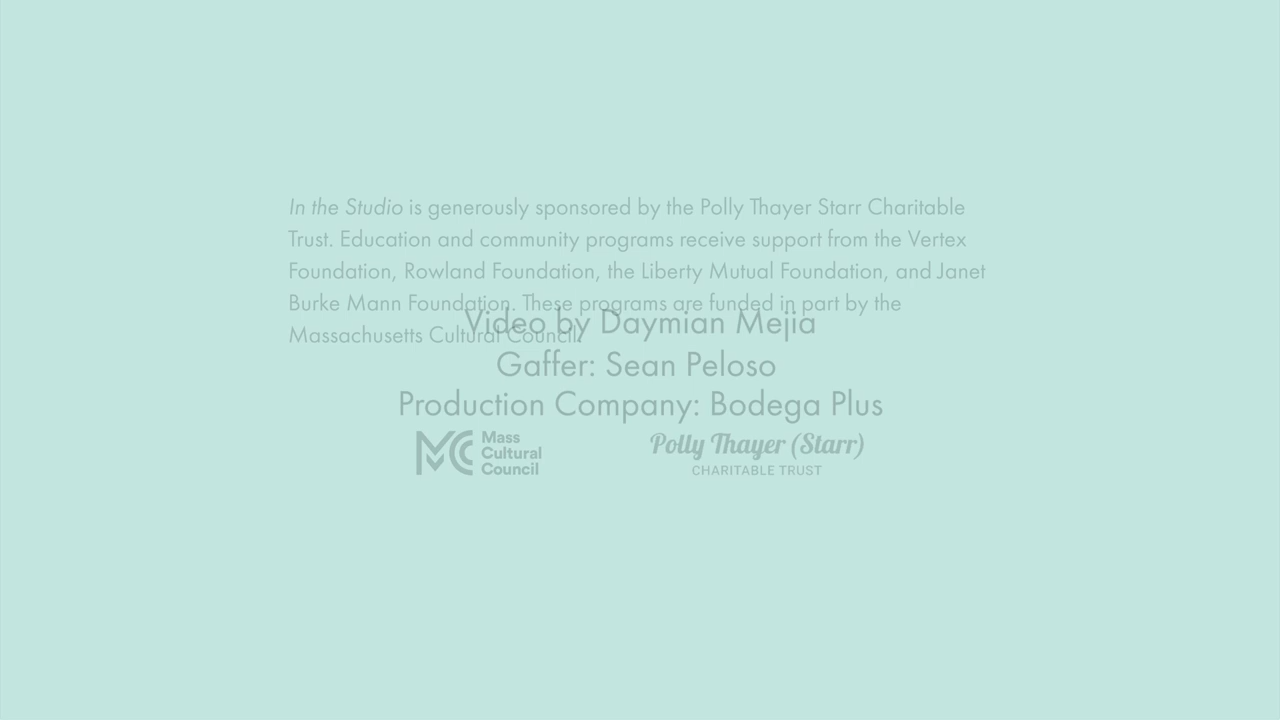 In the Studio is generously sponsored by the Polly Thayer Starr Charitable
Trust. Education and community programs receive support from the Vertex
Foundation, Rowland Foundation, the Liberty Mutual Foundation, and Janet
Burke Mann Foundation. These programs are funded in part by the
Massachusetts Cultural Council.
Video by Daymian Mejia
Gaffer: Sean Peloso
Production Company: Bodega Plus
MCC
Mass
Cultural
Council
Polly Thayer (Starr)
CHARITABLE TRUST